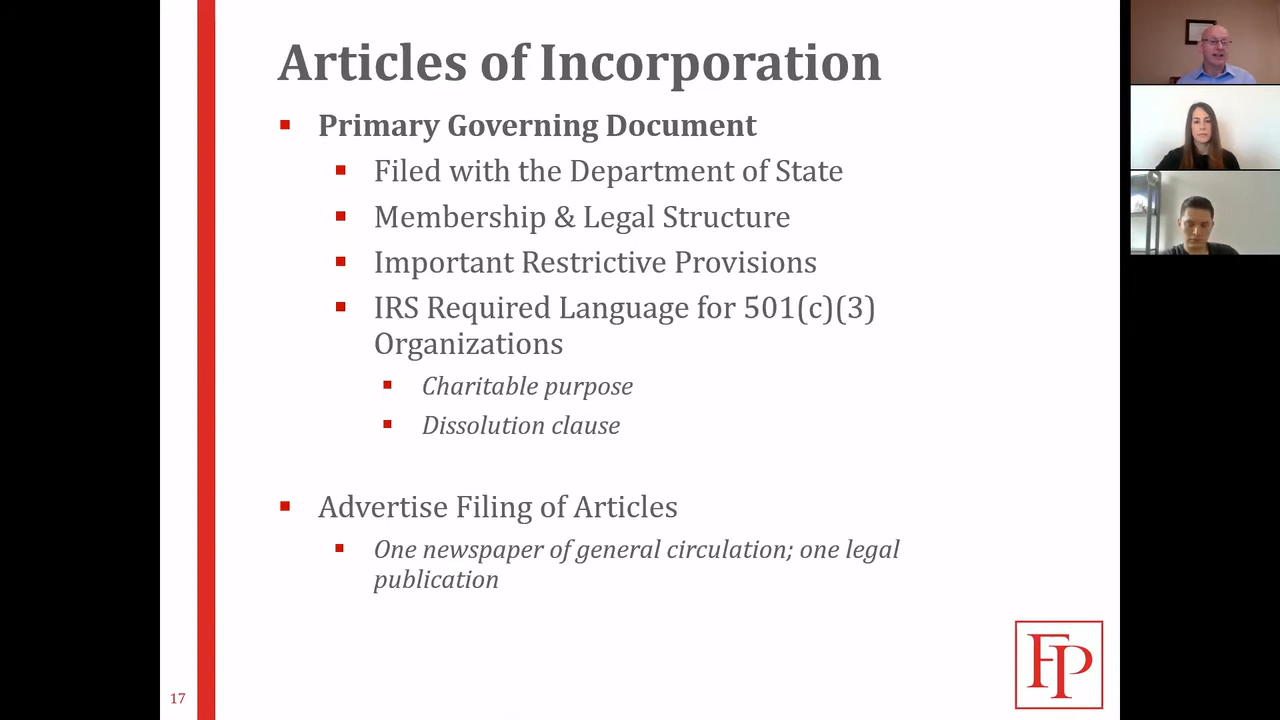 Articles of Incorporation
Primary Governing Document
Filed with the Department of State
Membership & Legal Structure
Important Restrictive Provisions
IRS Required Language for 501(c)(3)
Organizations
Charitable purpose
Dissolution clause
Advertise Filing of Articles
One newspaper of general circulation; one legal
publication
17
FP